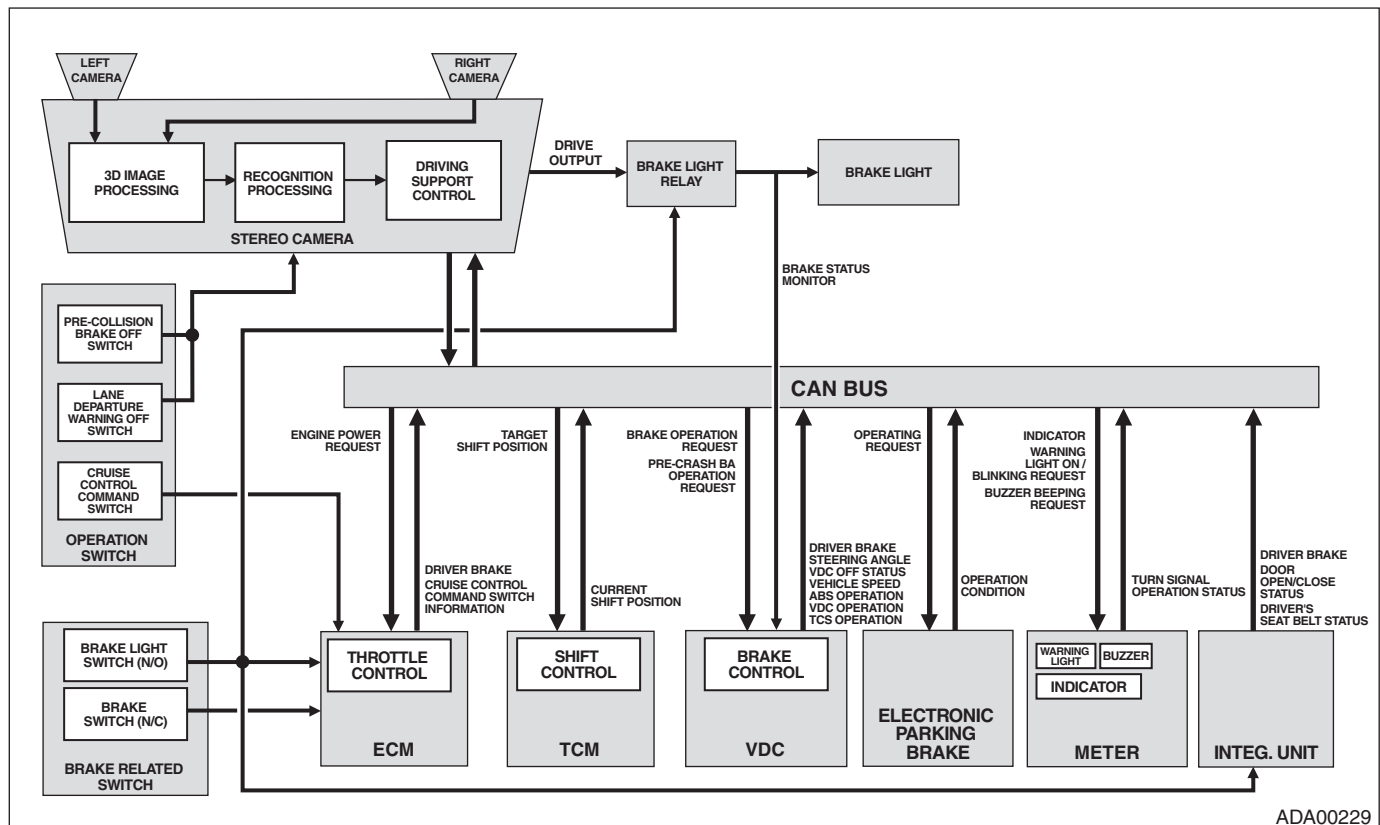 LEFT
CAMERA
RIGHT
CAMERA
3D IMAGE
PROCESSING
RECOGNITION
PROCESSING
DRIVING
SUPPORT
CONTROL
STEREO CAMERA
DRIVE
OUTPUT
BRAKE LIGHT
RELAY
BRAKE LIGHT
BRAKE STATUS
MONITOR
PRE-COLLISION
BRAKE OFF
SWITCH
LANE
DEPARTURE
WARNING OFF
SWITCH
CRUISE
CONTROL
COMMAND
SWITCH
OPERATION
SWITCH
CAN BUS
ENGINE POWER
REQUEST
TARGET
SHIFT POSITION
BRAKE OPERATION
REQUEST
PRE-CRASH BA
OPERATION
REQUEST
OPERATING
REQUEST
INDICATOR
WARNING
LIGHT ON /
BLINKING REQUEST
BUZZER BEEPING
REQUEST
DRIVER BRAKE
CRUISE CONTROL
COMMAND SWITCH
INFORMATION
CURRENT
SHIFT POSITION
DRIVER BRAKE
STEERING ANGLE
VDC OFF STATUS
VEHICLE SPEED
ABS OPERATION
VDC OPERATION
TCS OPERATION
OPERATION
CONDITION
TURN SIGNAL
OPERATION STATUS
DRIVER BRAKE
DOOR
OPEN/CLOSE
STATUS
DRIVER'S
SEAT BELT STATUS
BRAKE LIGHT
SWITCH (N/O)
BRAKE
SWITCH (N/C)
BRAKE RELATED
SWITCH
THROTTLE
CONTROL
ECM
SHIFT
CONTROL
TCM
BRAKE
CONTROL
VDC
ELECTRONIC
PARKING
BRAKE
WARNING
LIGHT
BUZZER
INDICATOR
METER
INTEG. UNIT
ADA00229